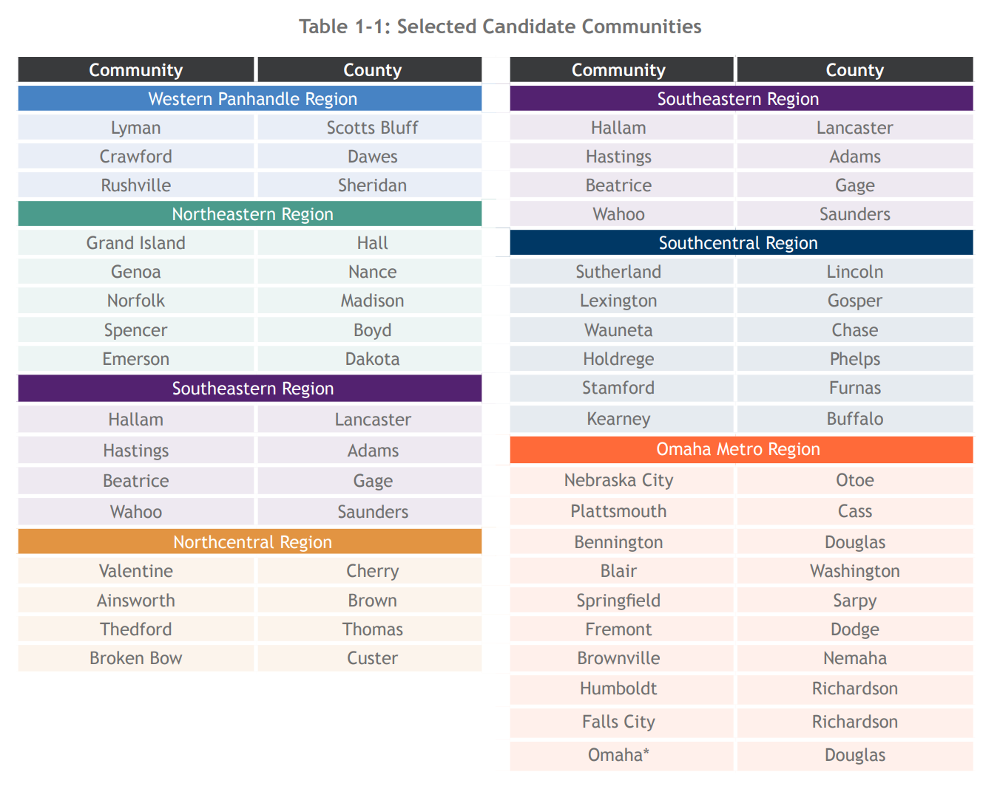 Table 1-1: Selected Candidate Communities
Community County
Western Panhandle Region
Lyman Scotts Bluff
Crawford Dawes
Rushville Sheridan
Northeastern Region
Grand Island Hall
Genoa Nance
Norfolk Madison
Spencer Boyd
Emerson Dakota
Southeastern Region
Hallam Lancaster
Hastings Adams
Beatrice Gage
Wahoo Saunders
Northcentral Region
Valentine Cherry
Ainsworth Brown
Thedford Thomas
Broken Bow Custer
Community County
Southeastern Region
Hallam Lancaster
Hastings Adams
Beatrice Gage
Wahoo Saunders
Southcentral Region
Sutherland Lincoln
Lexington Gosper
Wauneta Chase
Holdrege Phelps
Stamford Furnas
Kearney Buffalo
Omaha Metro Region
Nebraska City Otoe
Plattsmouth Cass
Bennington Douglas
Blair Washington
Springfield Sarpy
Fremont Dodge
Brownville Nemaha
Humboldt Richardson
Falls City Richardson
Omaha* Douglas